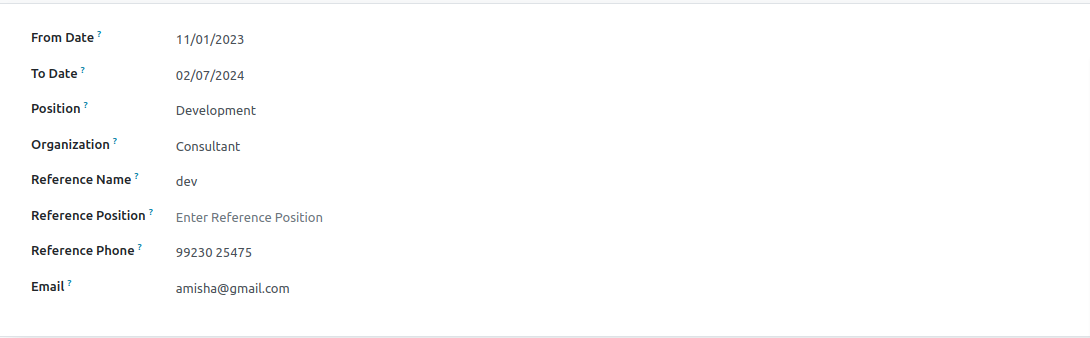 From Date ? 11/01/2023
To Date ? 02/07/2024
Position ? Development
Organization ? Consultant
Reference Name ? dev
Reference Position ? Enter Reference Position
Reference Phone ? 99230 25475
Email ? amisha@gmail.com